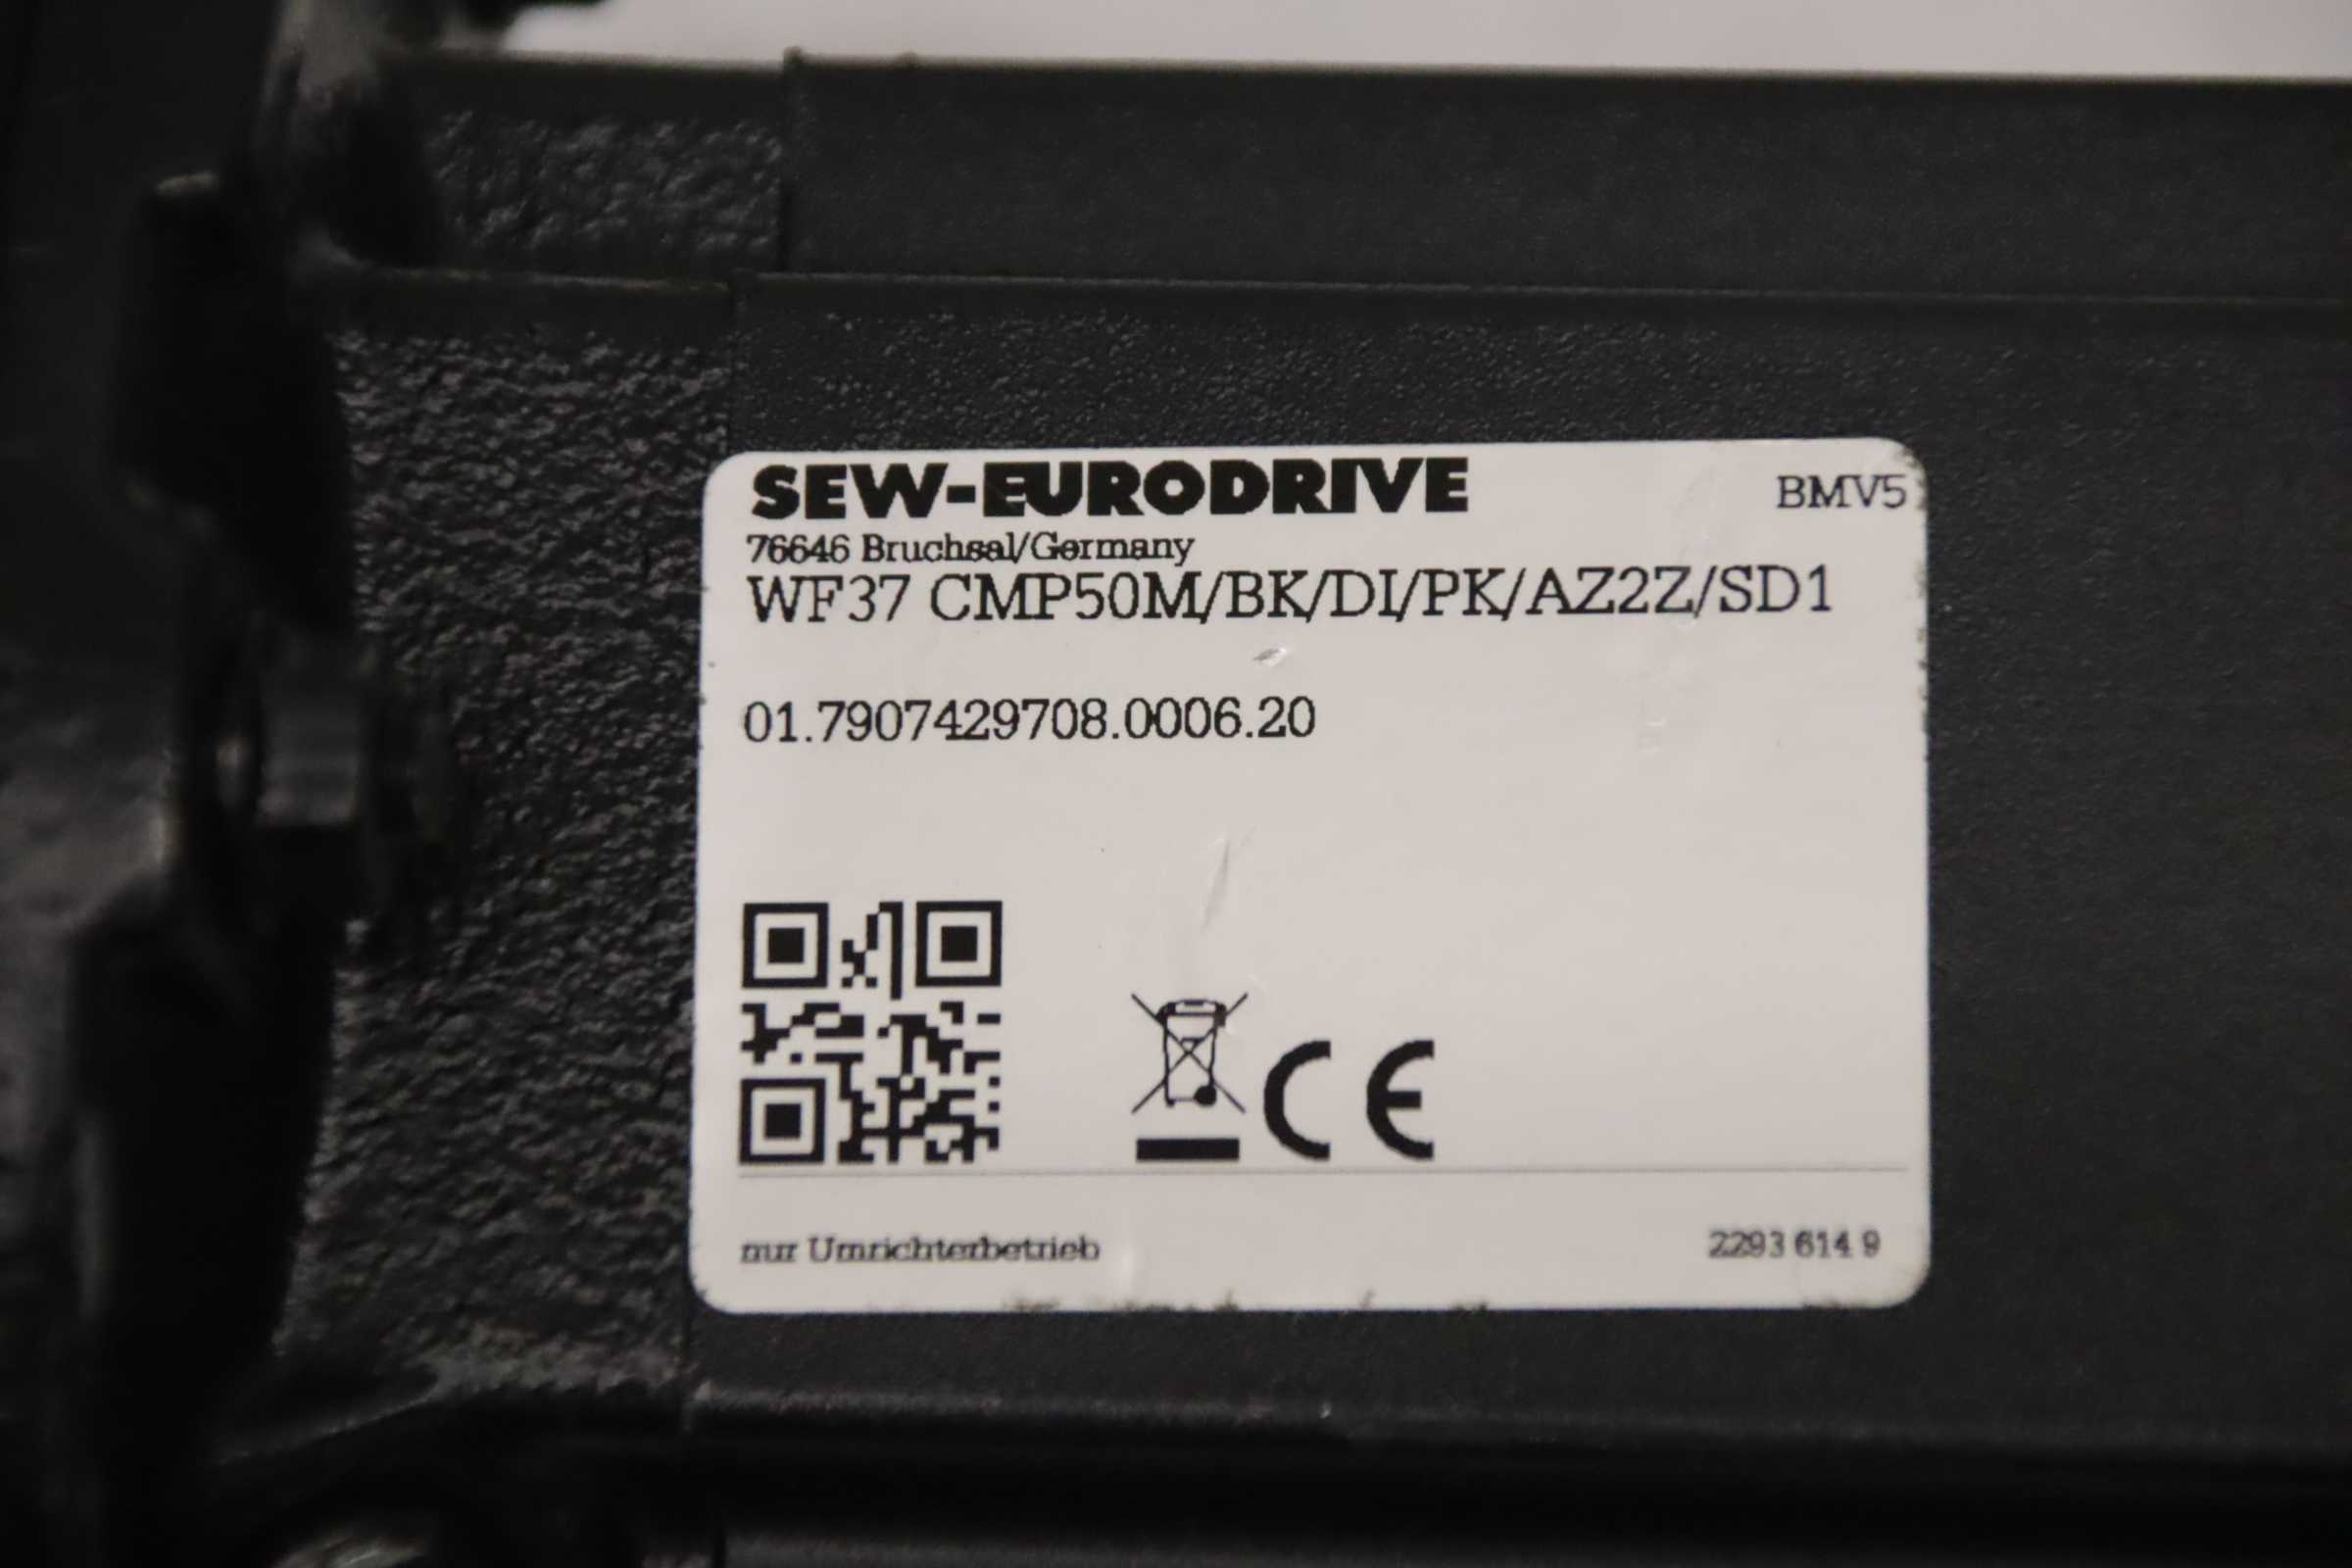 SEW-EURODRIVE BMV5
76646 Bruchsal/Germany
WF37 CMP50M/BK/DI/PK/AZ2Z/SD1
01.7907429708.0006.20
CE
nur Umrichterbetrieb 2293 614 9